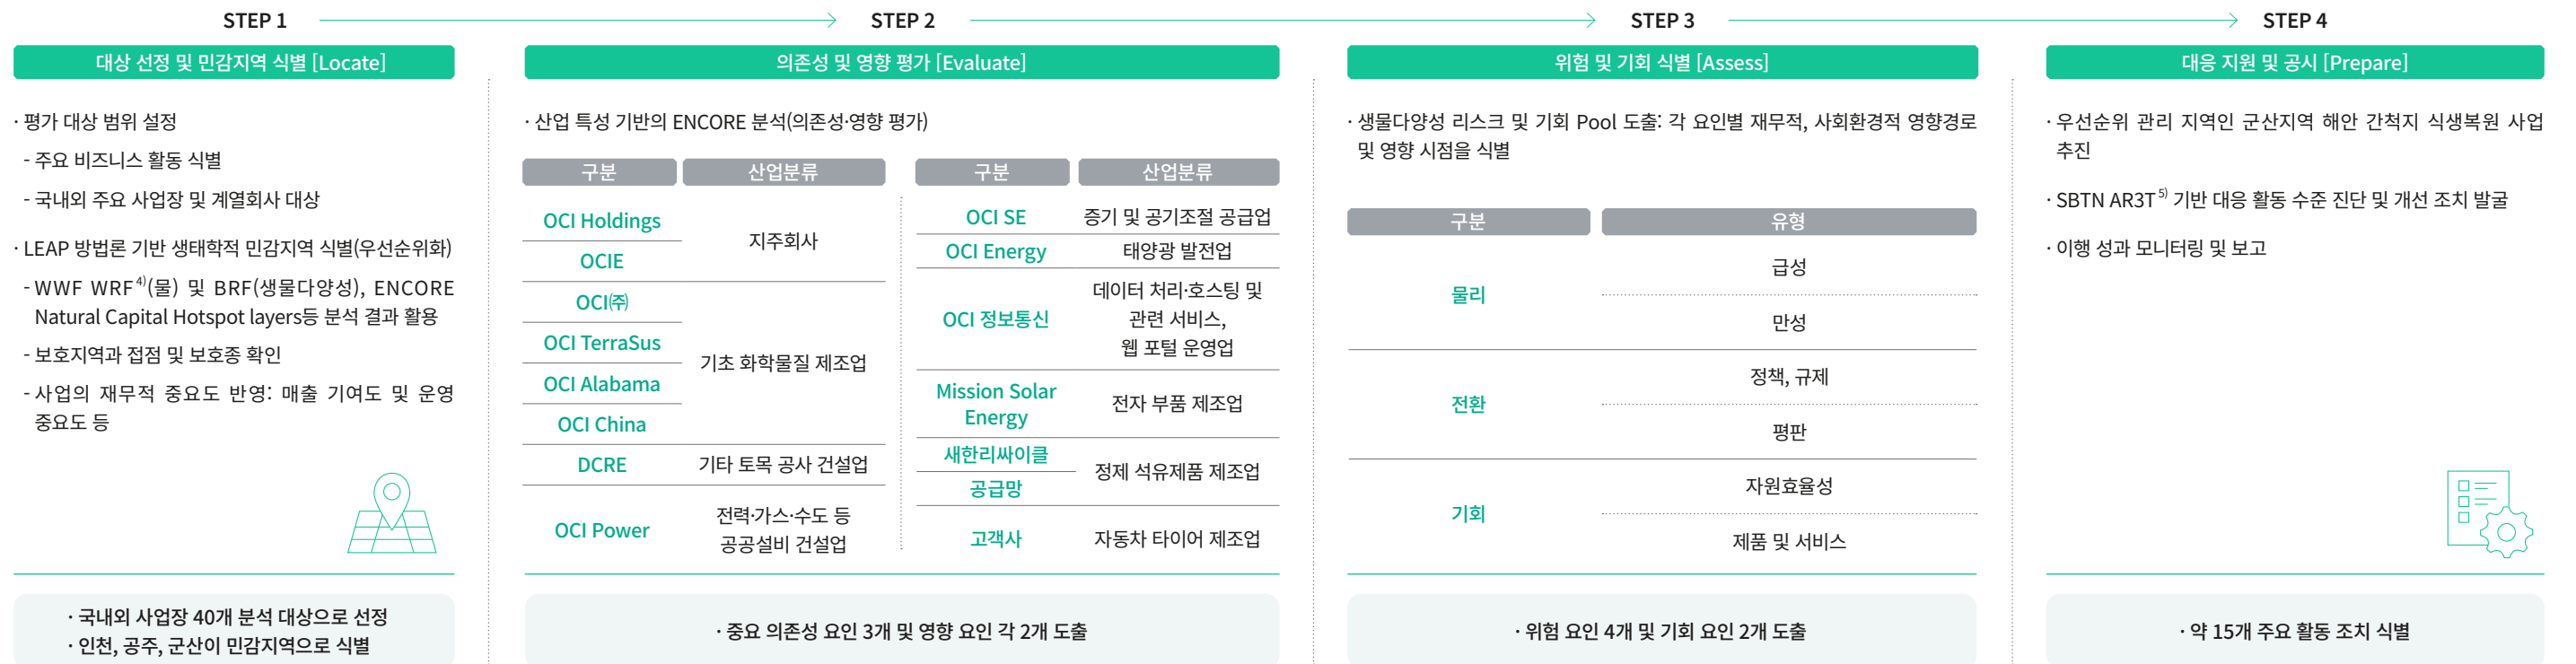 STEP 1
대상 선정 및 민감지역 식별 [Locate]
· 평가 대상 범위 설정
- 주요 비즈니스 활동 식별
- 국내외 주요 사업장 및 계열회사 대상
· LEAP 방법론 기반 생태학적 민감지역 식별(우선순위화)
- WWF WRF4)(물) 및 BRF(생물다양성), ENCORE
Natural Capital Hotspot layers등 분석 결과 활용
- 보호지역과 접점 및 보호종 확인
- 사업의 재무적 중요도 반영: 매출 기여도 및 운영
중요도 등
· 국내외 사업장 40개 분석 대상으로 선정
· 인천, 공주, 군산이 민감지역으로 식별
STEP 2
의존성 및 영향 평가 [Evaluate]
· 산업 특성 기반의 ENCORE 분석(의존성·영향 평가)
구분 산업분류
OCI Holdings
지주회사
OCIE
OCI㈜
OCI TerraSus
기초 화학물질 제조업
OCI Alabama
OCI China
DCRE 기타 토목 공사 건설업
OCI Power
전력·가스·수도 등
공공설비 건설업
구분 산업분류
OCI SE 증기 및 공기조절 공급업
OCI Energy 태양광 발전업
OCI 정보통신
데이터 처리·호스팅 및
관련 서비스,
웹 포털 운영업
Mission Solar
Energy
전자 부품 제조업
새한리싸이클
정제 석유제품 제조업
공급망
고객사 자동차 타이어 제조업
· 중요 의존성 요인 3개 및 영향 요인 각 2개 도출
STEP 3
위험 및 기회 식별 [Assess]
· 생물다양성 리스크 및 기회 Pool 도출: 각 요인별 재무적, 사회환경적 영향경로
및 영향 시점을 식별
구분 유형
물리
급성
만성
전환
정책, 규제
평판
기회
자원효율성
제품 및 서비스
· 위험 요인 4개 및 기회 요인 2개 도출
STEP 4
대응 지원 및 공시 [Prepare]
· 우선순위 관리 지역인 군산지역 해안 간척지 식생복원 사업
추진
· SBTN AR3T5) 기반 대응 활동 수준 진단 및 개선 조치 발굴
· 이행 성과 모니터링 및 보고
· 약 15개 주요 활동 조치 식별